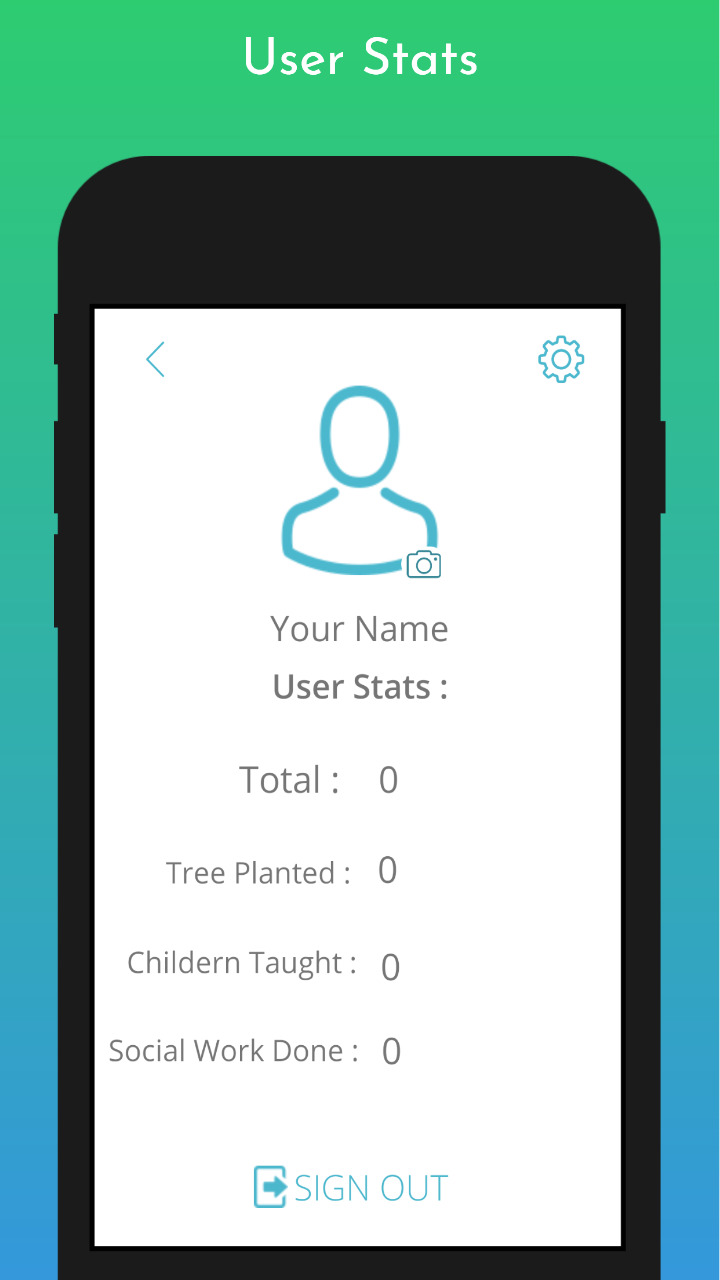 User Stats
Your Name
User Stats :
Total : 0
Tree Planted : 0
Childern Taught : 0
Social Work Done : 0
SIGN OUT